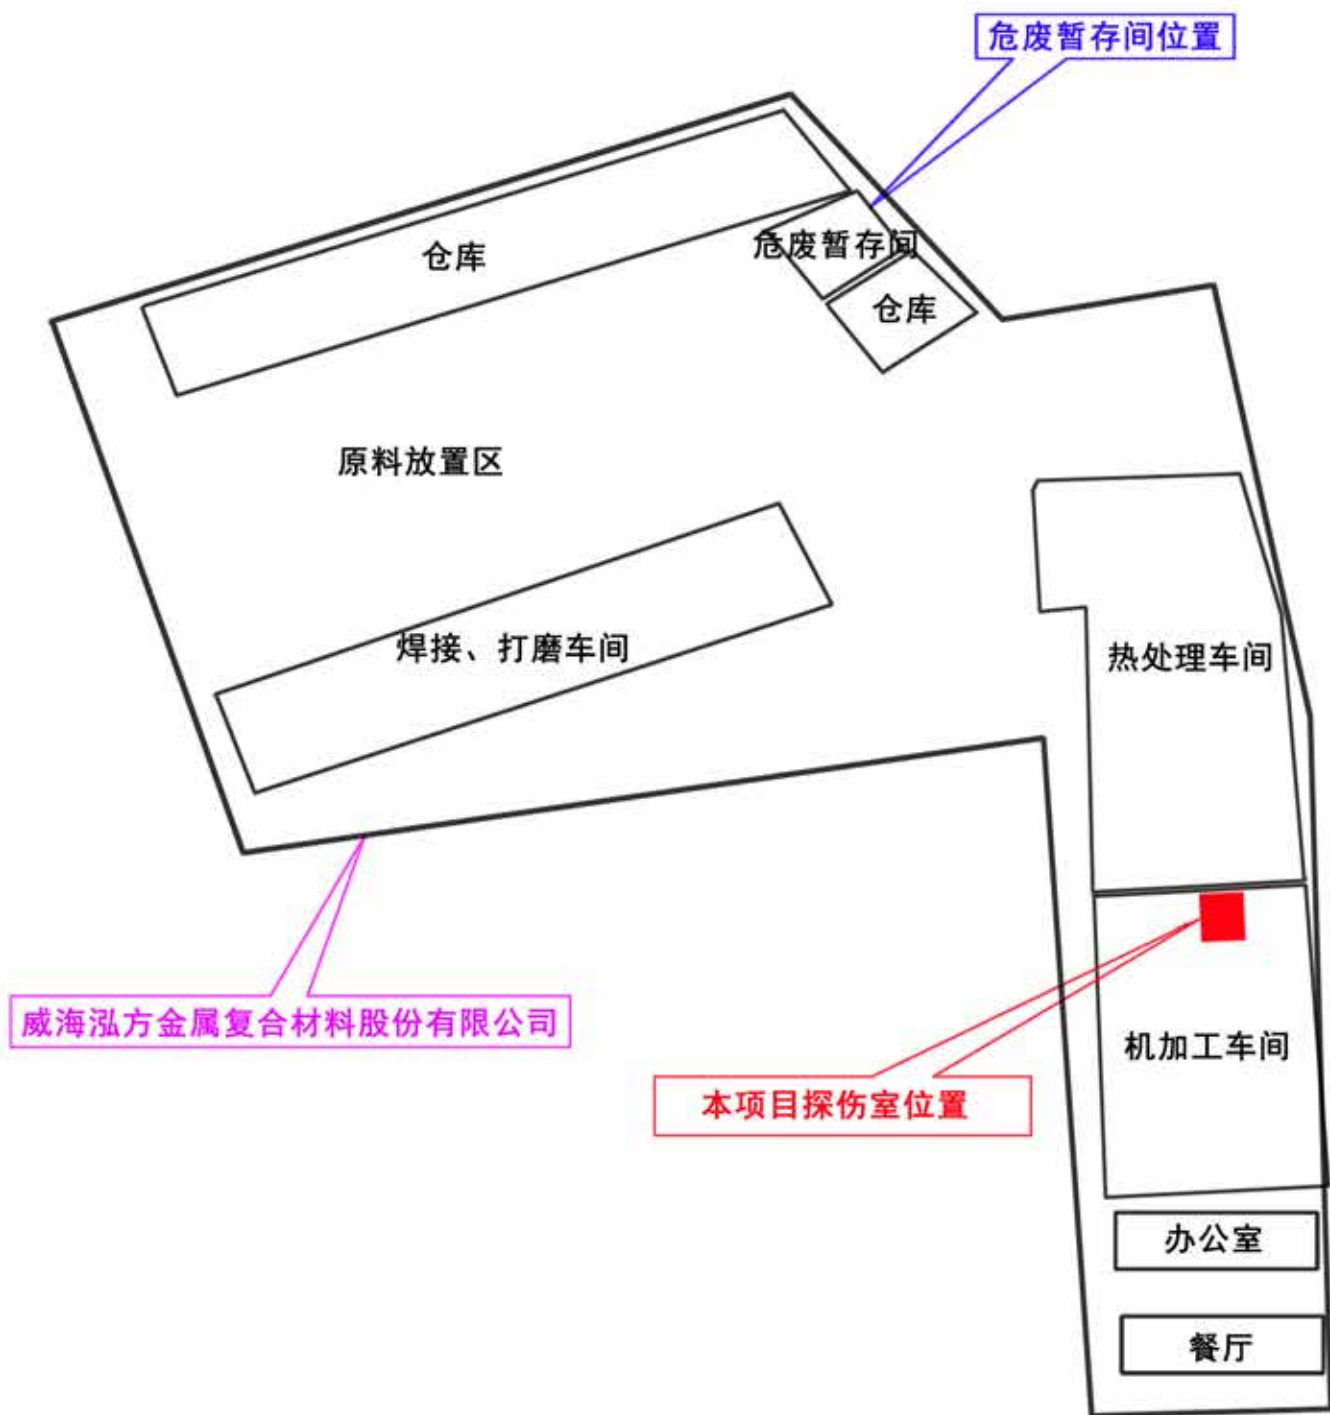 危废暂存间位置
仓库
危废暂存间
仓库
原料放置区
焊接、打磨车间
热处理车间
威海泓方金属复合材料股份有限公司
机加工车间
本项目探伤室位置
办公室
餐厅